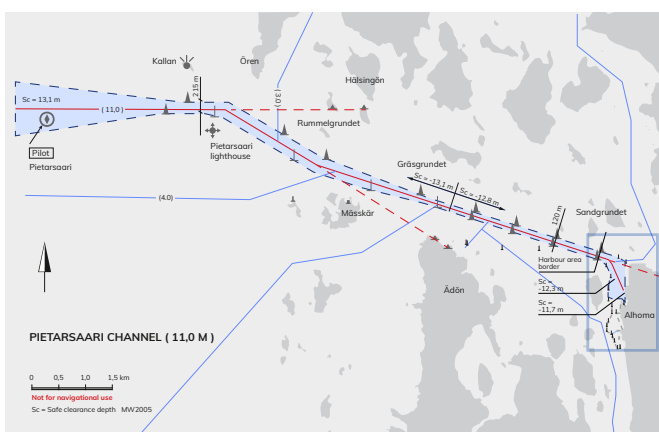 Kallan
Ören
Sc = 13,1 m
( 11,0 )
215 m
( 3,0 )
Hälsingön
Pilot
Pietarsaari
Pietarsaari
lighthouse
Rummelgrundet
Gräsgrundet
Sc = -13,1 m
Sc = -12,8 m
(4.0)
Mässkär
120 m
Sandgrundet
Harbour area
border
Sc =
-12,3 m
Sc =
-11,7 m
Ådön
Alhoma
PIETARSAARI CHANNEL ( 11,0 M )
0 0,5 1,0 1,5 km
Not for navigational use
Sc = Safe clearance depth MW2005